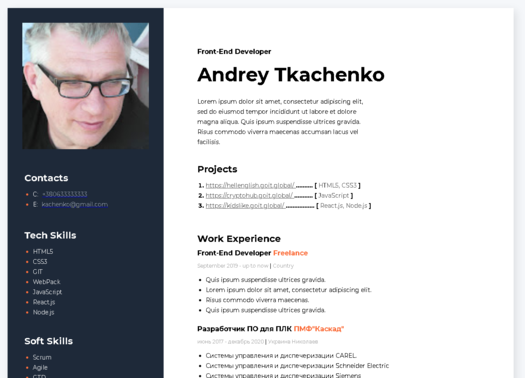 Contacts
C: +380633333333
E: kachenko@gmail.com
Tech Skills
HTML5
CSS3
GIT
WebPack
JavaScript
React.js
Node.js
Soft Skills
Scrum
Agile
GTD
Front-End Developer
Andrey Tkachenko
Lorem ipsum dolor sit amet, consectetur adipiscing elit,
sed do eiusmod tempor incididunt ut labore et dolore
magna aliqua. Quis ipsum suspendisse ultrices gravida.
Risus commodo viverra maecenas accumsan lacus vel
facilisis.
Projects
1. https://hellenglish.goit.global/ ........... [ HTML5, CSS3 ]
2. https://cryptohub.goit.global/ ............ [ JavaScript ]
3. https://kidslike.goit.global/ .................. [ React.js, Node.js ]
Work Experience
Front-End Developer Freelance
September 2019 - up to now | Country
Quis ipsum suspendisse ultrices gravida.
Lorem ipsum dolor sit amet, consectetur adipiscing elit.
Risus commodo viverra maecenas.
Quis ipsum suspendisse ultrices gravida.
Разработчик ПО для ПЛК ПМФ"Каскад"
июнь 2017 - декабрь 2020 | Украина Николаев
Системы управления и диспечеризации CAREL.
Системы управления и диспечеризации Schneider Electric
Системы управления и диспечеризации Siemens